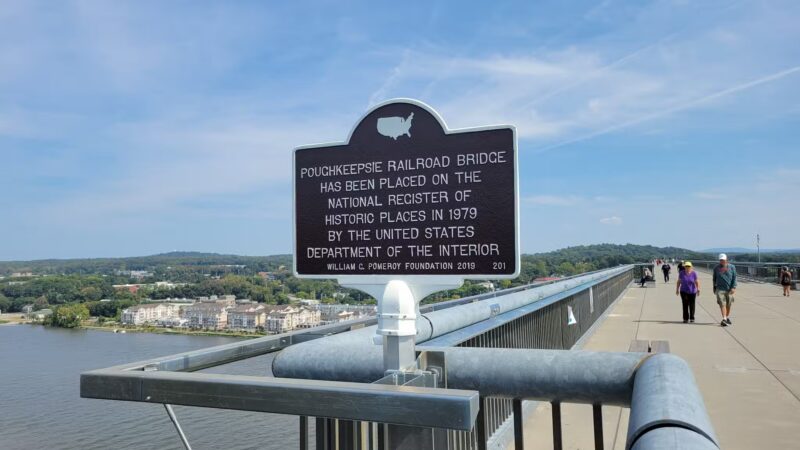 POUGHKEEPSIE RAILROAD BRIDGE
HAS BEEN PLACED ON THE
NATIONAL REGISTER OF
HISTORIC PLACES IN 1979
BY THE UNITED STATES
DEPARTMENT OF THE INTERIOR
WILLIAM G. POMEROY FOUNDATION 2019 201